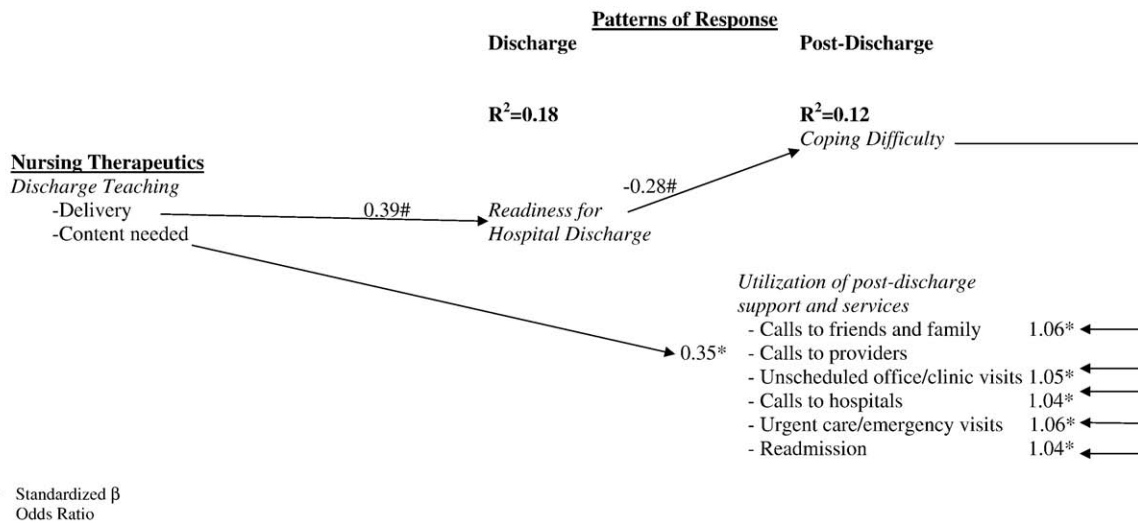 Patterns of Response
Discharge Post-Discharge
R²=0.18 R²=0.12
Coping Difficulty
Nursing Therapeutics
Discharge Teaching
-Delivery
-Content needed
0.39#
-0.28#
Readiness for
Hospital Discharge
Utilization of post-discharge
support and services
- Calls to friends and family 1.06*
0.35* - Calls to providers
- Unscheduled office/clinic visits 1.05*
- Calls to hospitals 1.04*
- Urgent care/emergency visits 1.06*
- Readmission 1.04*
Standardized β
Odds Ratio